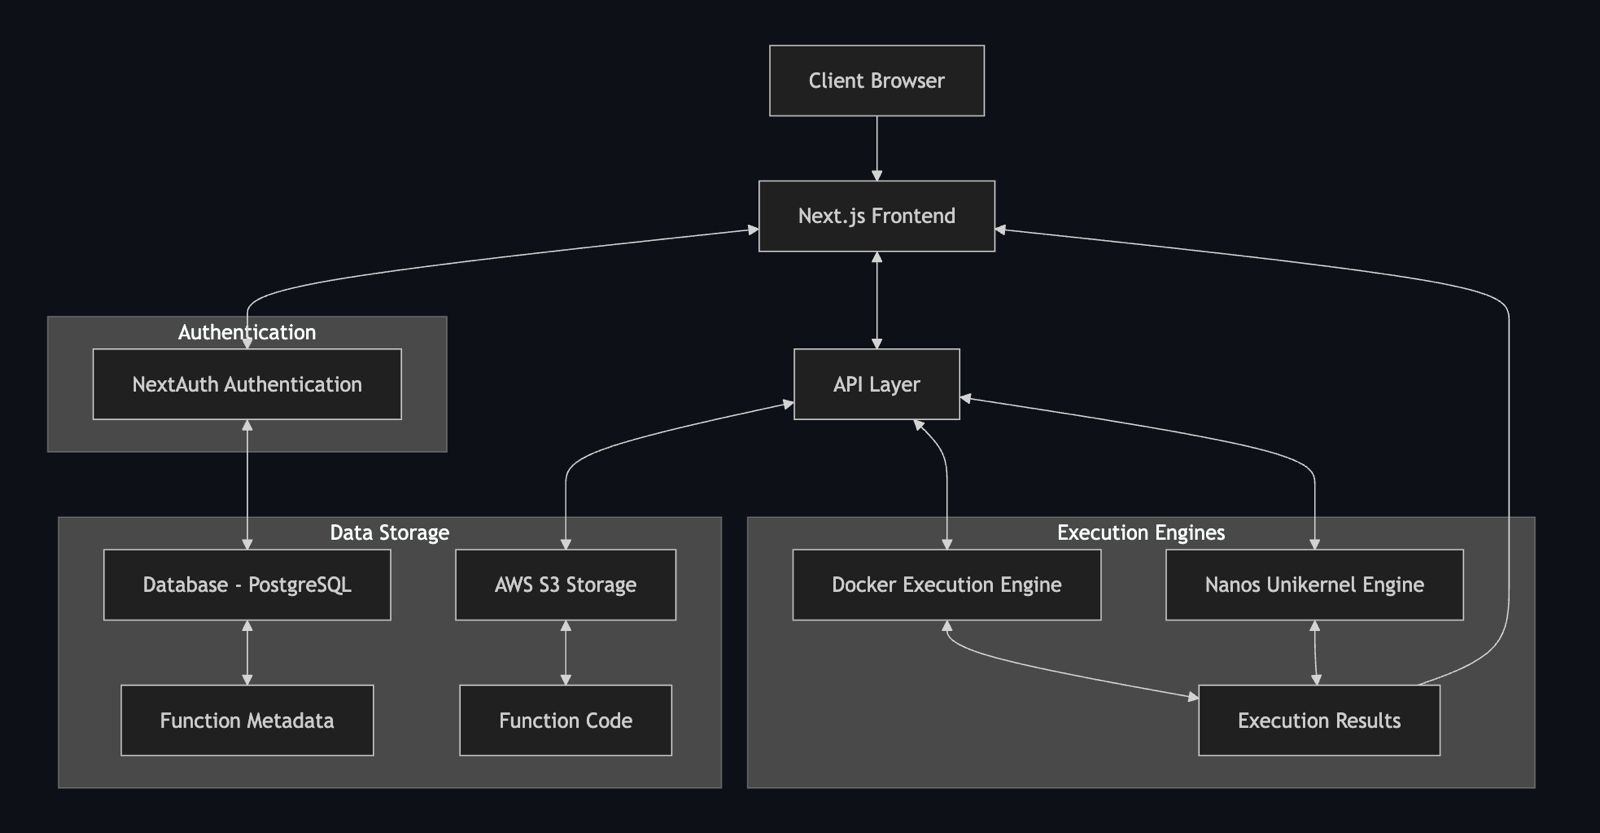 Client Browser
Next.js Frontend
Authentication
NextAuth Authentication
API Layer
Data Storage
Database - PostgreSQL
AWS S3 Storage
Function Metadata
Function Code
Execution Engines
Docker Execution Engine
Nanos Unikernel Engine
Execution Results